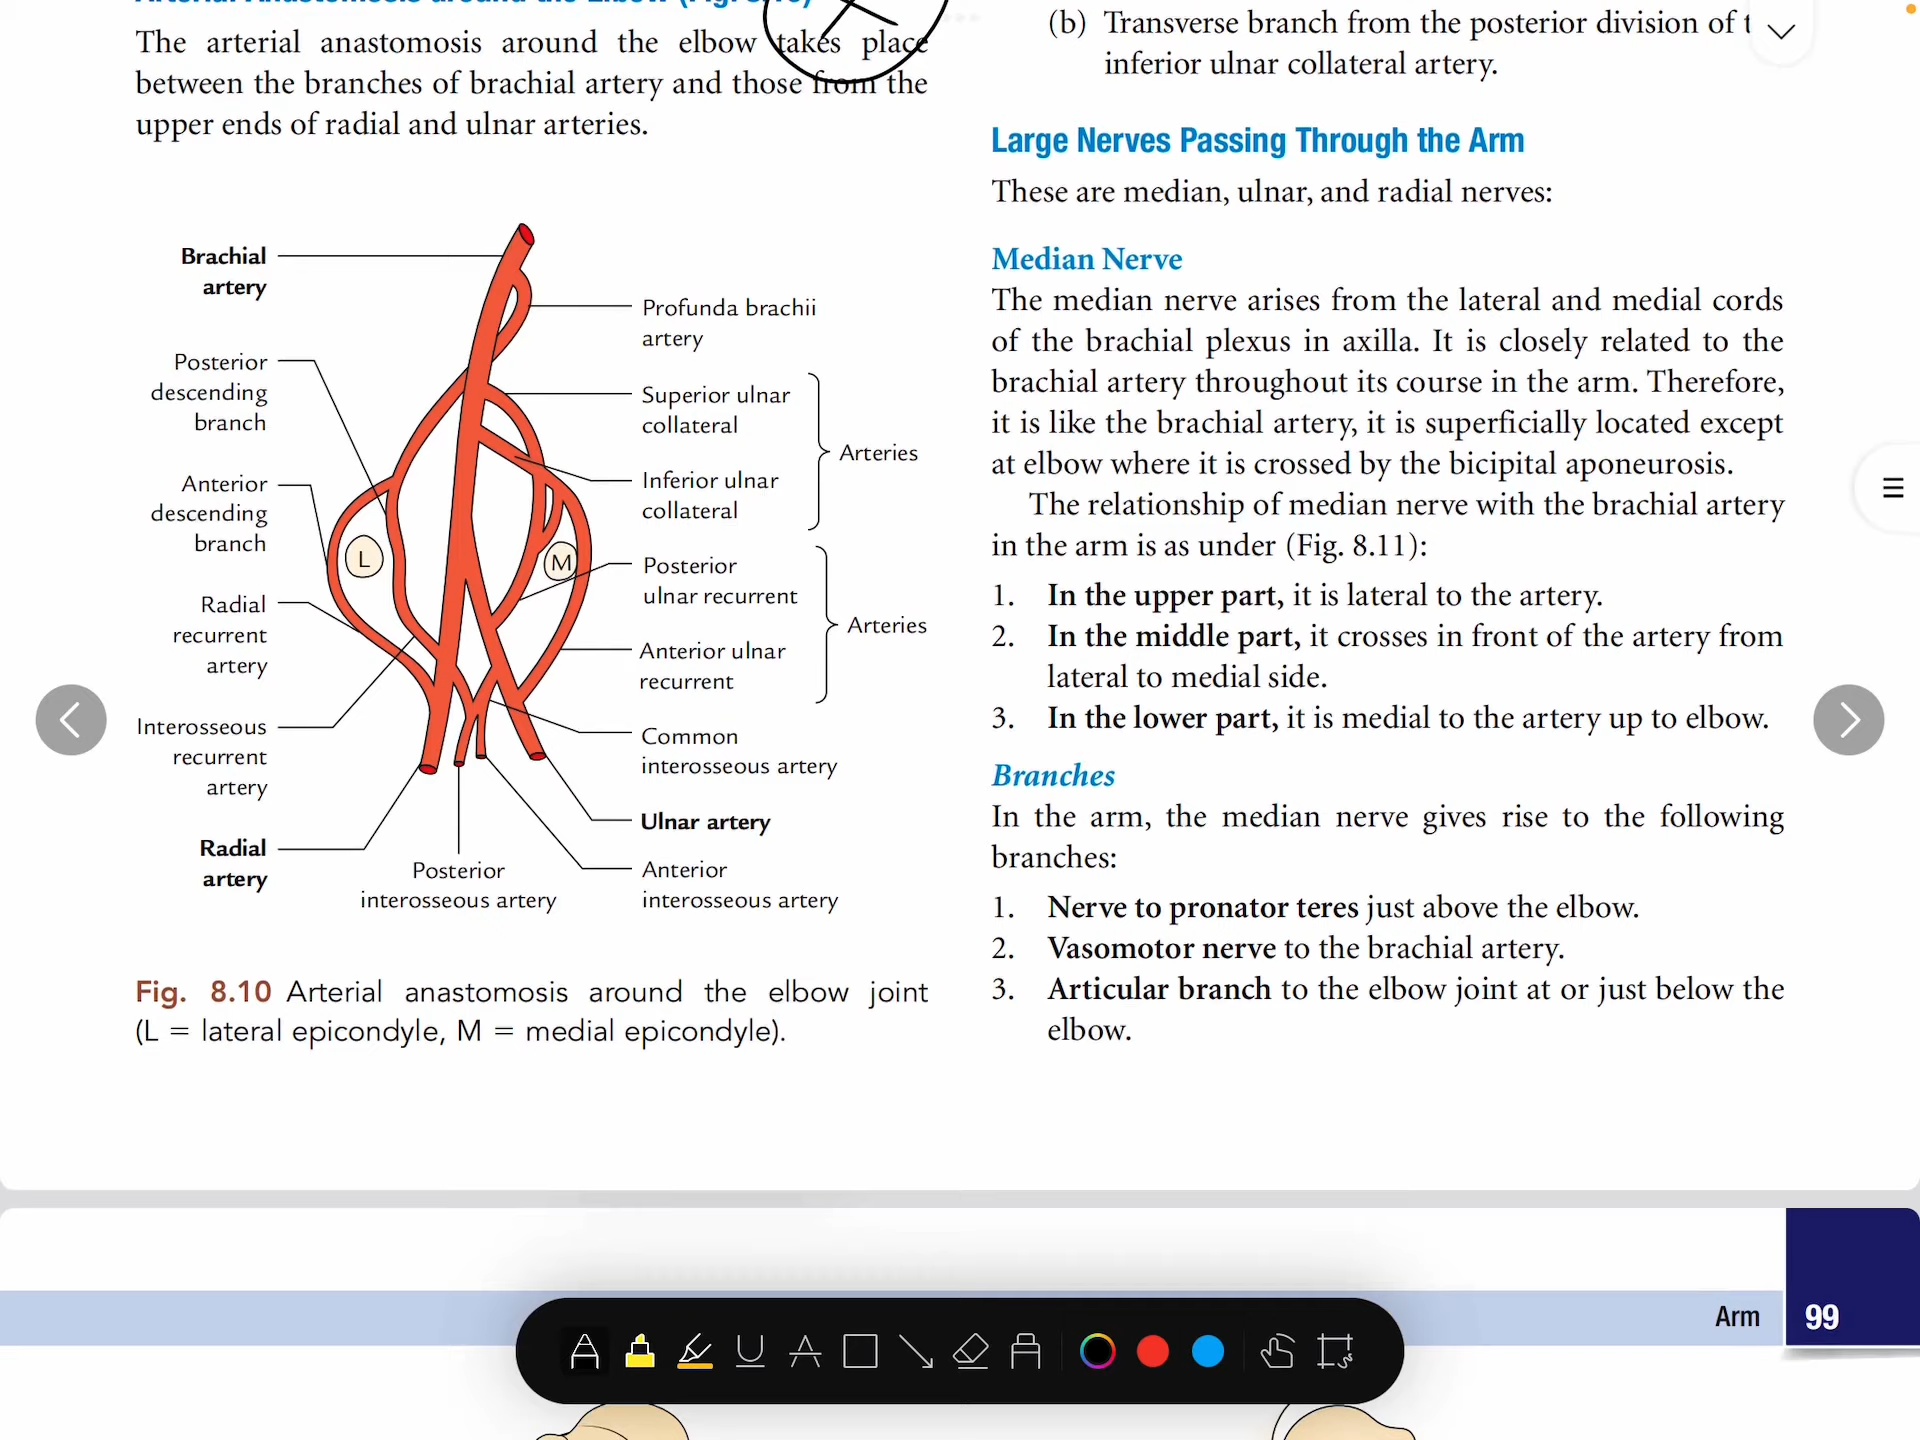 Arterial Anastomosis around the Elbow (Fig. 8.10)
The arterial anastomosis around the elbow takes place
between the branches of brachial artery and those from the
upper ends of radial and ulnar arteries.
Brachial
artery
Posterior
descending
branch
Anterior
descending
branch
Radial
recurrent
artery
Interosseous
recurrent
artery
Radial
artery
L
M
Profunda brachii
artery
Superior ulnar
collateral
Inferior ulnar
collateral
Arteries
Posterior
ulnar recurrent
Anterior ulnar
recurrent
Arteries
Common
interosseous artery
Ulnar artery
Anterior
interosseous artery
Posterior
interosseous artery
Fig. 8.10 Arterial anastomosis around the elbow joint
(L = lateral epicondyle, M = medial epicondyle).
(b) Transverse branch from the posterior division of
inferior ulnar collateral artery.
Large Nerves Passing Through the Arm
These are median, ulnar, and radial nerves:
Median Nerve
The median nerve arises from the lateral and medial cords
of the brachial plexus in axilla. It is closely related to the
brachial artery throughout its course in the arm. Therefore,
it is like the brachial artery, it is superficially located except
at elbow where it is crossed by the bicipital aponeurosis.
The relationship of median nerve with the brachial artery
in the arm is as under (Fig. 8.11):
1. In the upper part, it is lateral to the artery.
2. In the middle part, it crosses in front of the artery from
lateral to medial side.
3. In the lower part, it is medial to the artery up to elbow.
Branches
In the arm, the median nerve gives rise to the following
branches:
1. Nerve to pronator teres just above the elbow.
2. Vasomotor nerve to the brachial artery.
3. Articular branch to the elbow joint at or just below the
elbow.
Arm 99